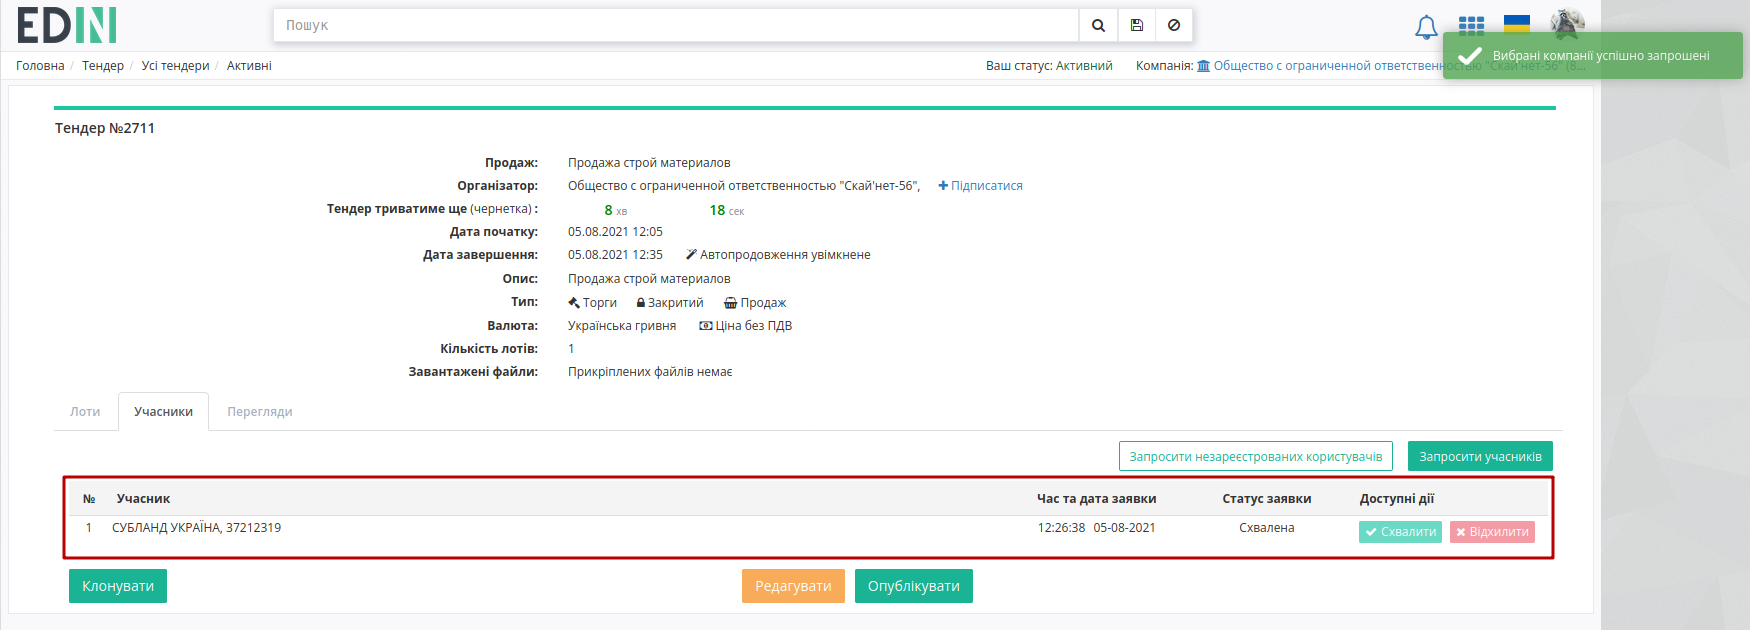 EDIN
Пошук
Головна / Тендер / Усі тендери / Активні
Ваш статус: Активний Компанія: Общество с ограниченной ответственностью "Скай'нет-56" (8...
Вибрані компанії успішно запрошені
Тендер №2711
Продаж: Продажа строй материалов
Організатор: Общество с ограниченной ответственностью "Скай'нет-56", Підписатися
Тендер триватиме ще (чернетка) : 8 хв 18 сек
Дата початку: 05.08.2021 12:05
Дата завершення: 05.08.2021 12:35 Автопродовження увімкнене
Опис: Продажа строй материалов
Тип: Торги Закритий Продаж
Валюта: Українська гривня Ціна без ПДВ
Кількість лотів: 1
Завантажені файли: Прикріплених файлів немає
Лоти Учасники Перегляди
Запросити незареєстрованих користувачів Запросити учасників
№ Учасник Час та дата заявки Статус заявки Доступні дії
1 СУБЛАНД УКРАЇНА, 37212319 12:26:38 05-08-2021 Схвалена Схвалити Відхилити
Клонувати Редагувати Опублікувати